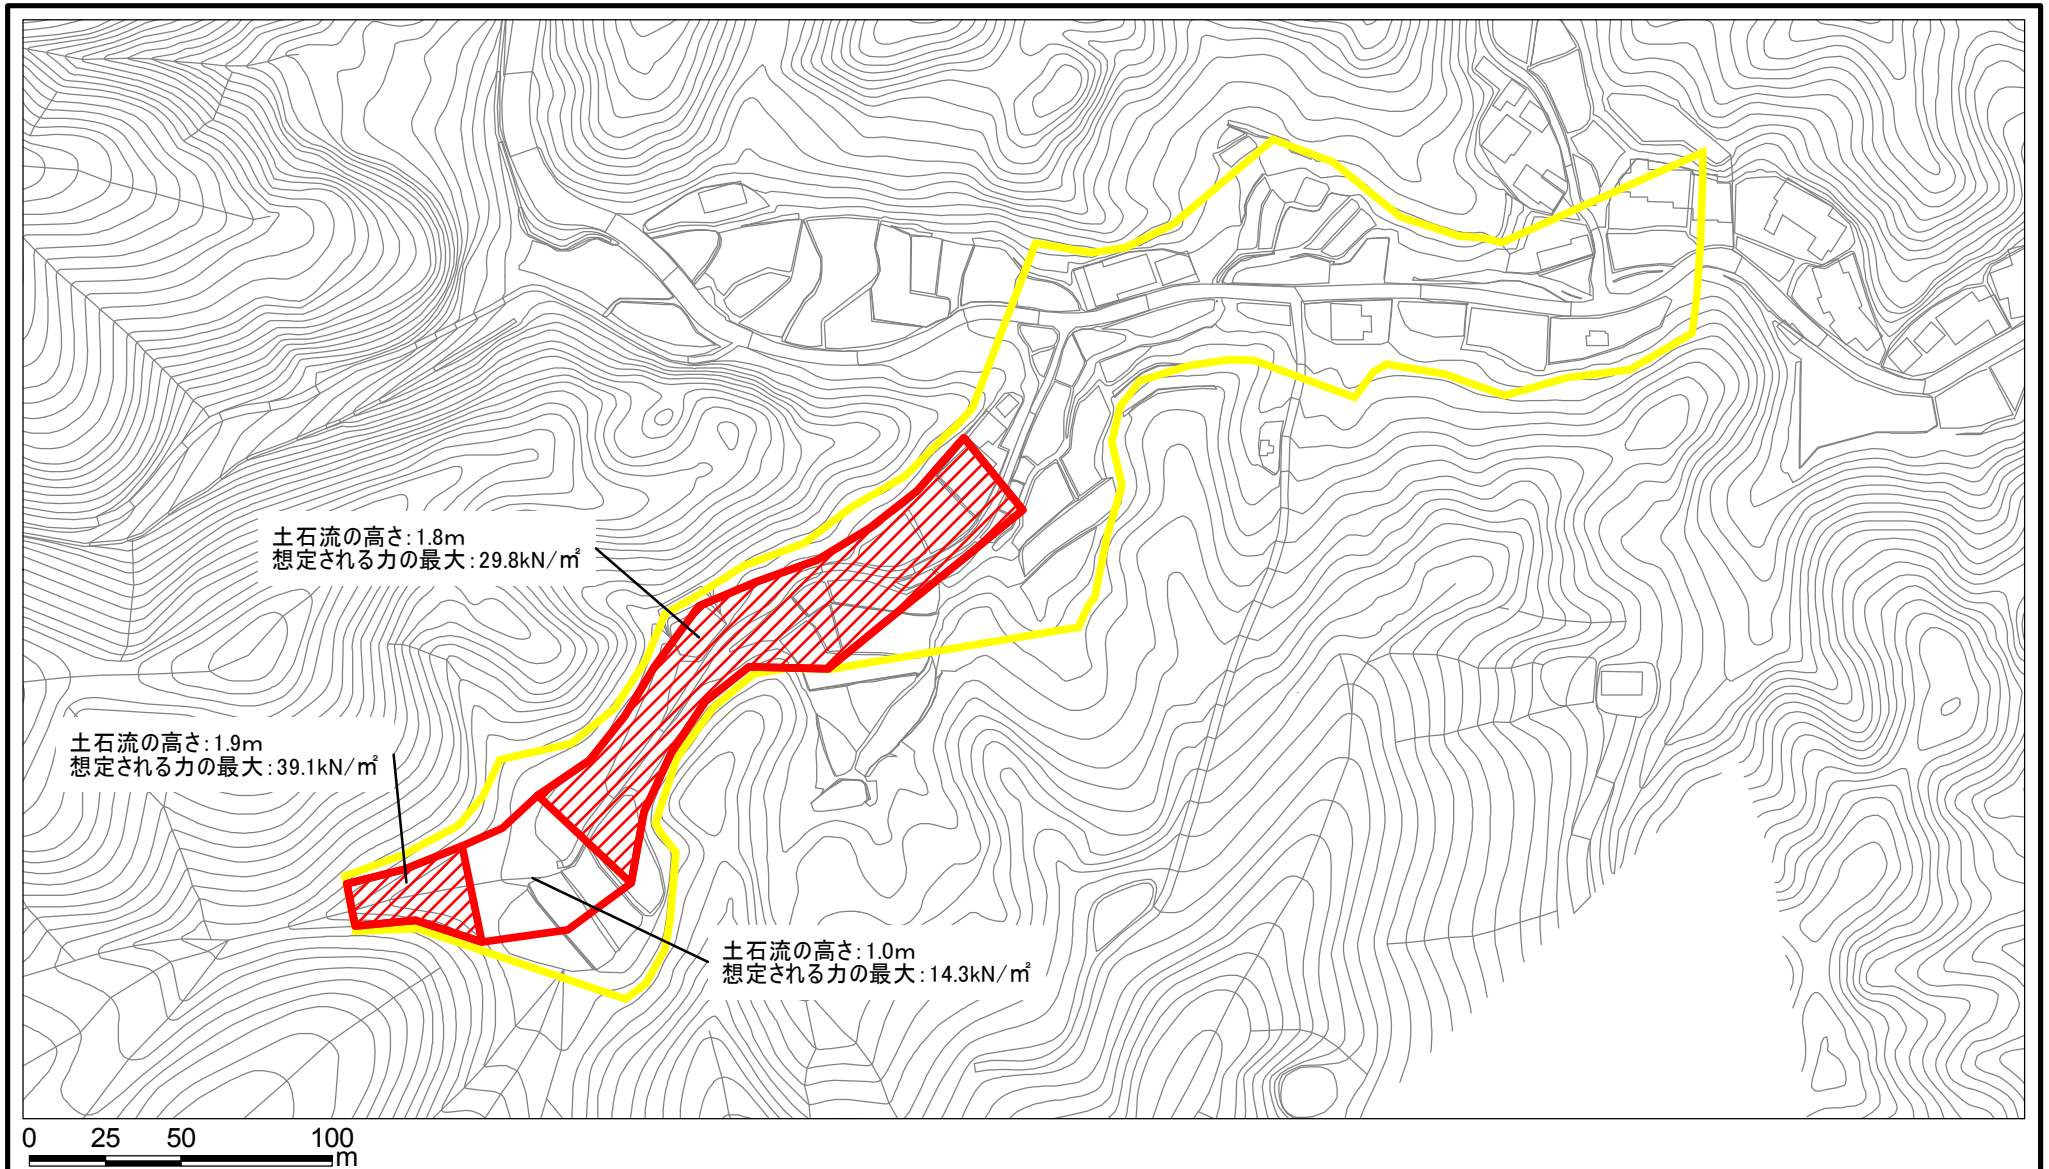 土石流の高さ:1.8m
想定される力の最大:29.8kN/㎡
土石流の高さ:1.9m
想定される力の最大:39.1kN/㎡
土石流の高さ:1.0m
想定される力の最大:14.3kN/㎡
0 25 50 100
m